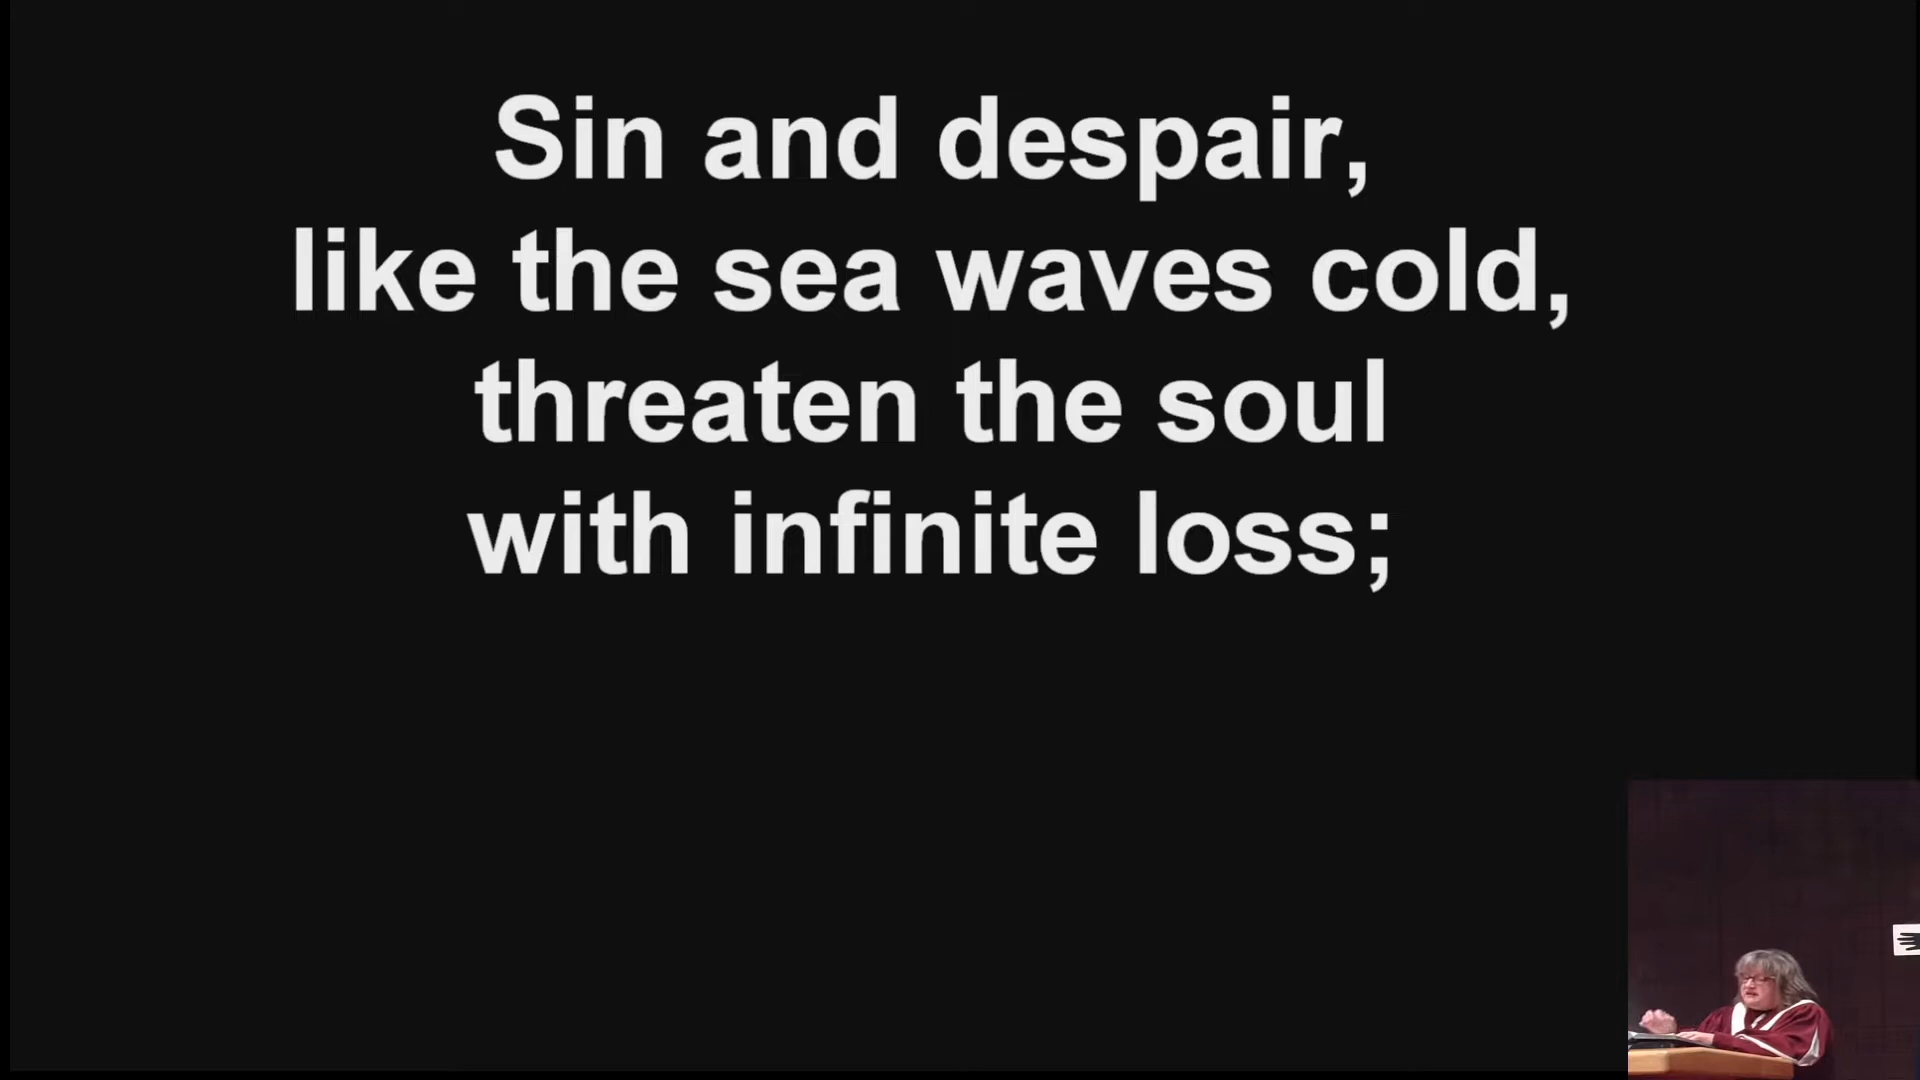 Sin and despair,
like the sea waves cold,
threaten the soul
with infinite loss;